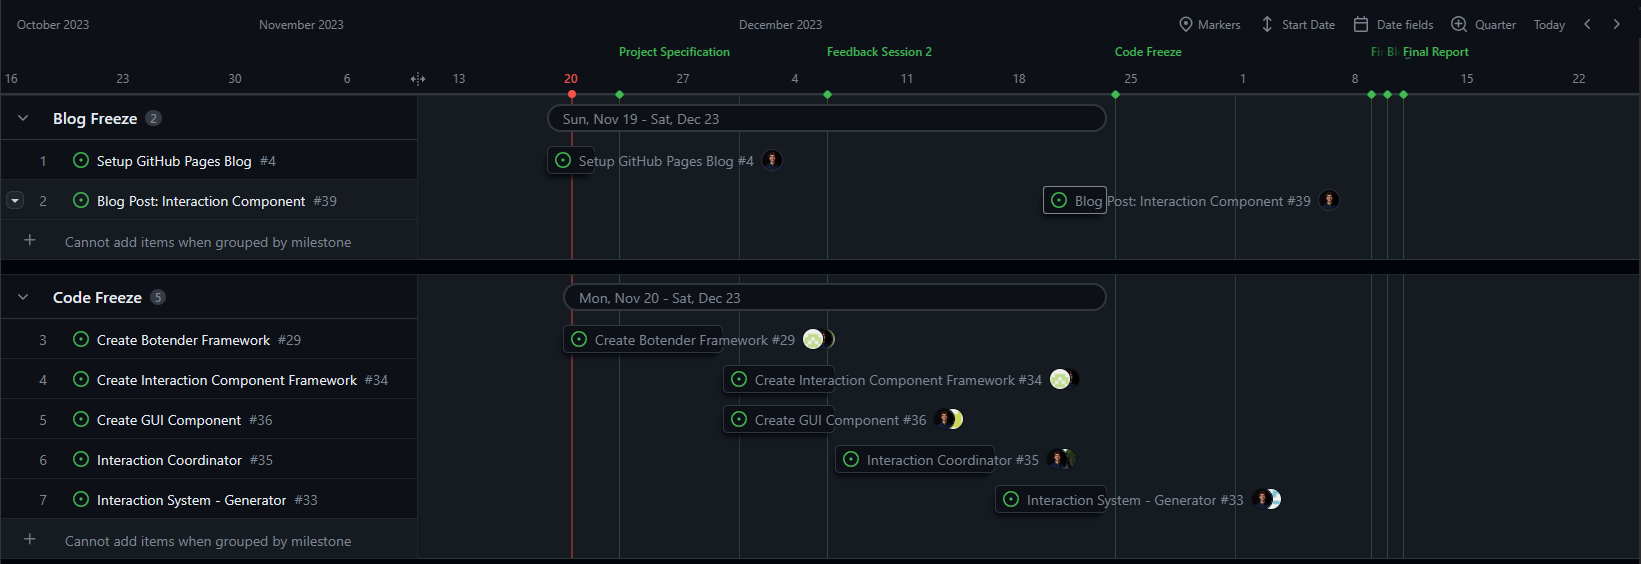 October 2023 November 2023 December 2023 Markers Start Date Date fields Quarter Today
Project Specification Feedback Session 2 Code Freeze Fir Bl Final Report
16 23 30 6 13 20 27 4 11 18 25 1 8 15 22
Blog Freeze 2 Sun, Nov 19 - Sat, Dec 23
1 Setup GitHub Pages Blog #4 Setup GitHub Pages Blog #4
2 Blog Post: Interaction Component #39 Blog Post: Interaction Component #39
Cannot add items when grouped by milestone
Code Freeze 5 Mon, Nov 20 - Sat, Dec 23
3 Create Botender Framework #29 Create Botender Framework #29
4 Create Interaction Component Framework #34 Create Interaction Component Framework #34
5 Create GUI Component #36 Create GUI Component #36
6 Interaction Coordinator #35 Interaction Coordinator #35
7 Interaction System - Generator #33 Interaction System - Generator #33
Cannot add items when grouped by milestone